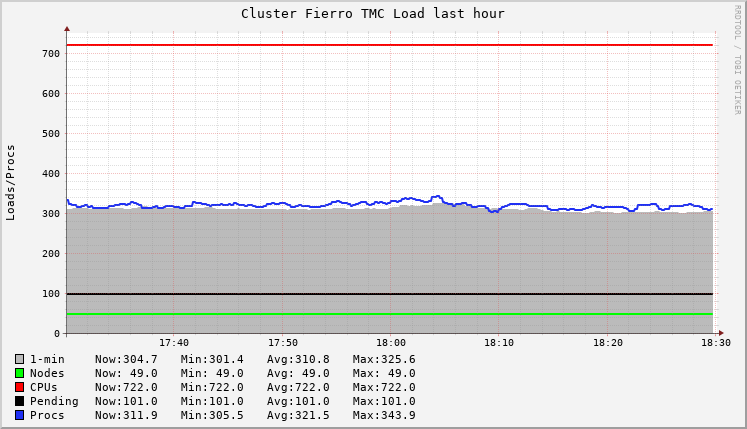 Cluster Fierro TMC Load last hour
RRDTOOL / TOBI OETIKER
Loads/Procs
700
600
500
400
300
200
100
0
17:40 17:50 18:00 18:10 18:20 18:30
1-min Now:304.7 Min:301.4 Avg:310.8 Max:325.6
Nodes Now: 49.0 Min: 49.0 Avg: 49.0 Max: 49.0
CPUs Now:722.0 Min:722.0 Avg:722.0 Max:722.0
Pending Now:101.0 Min:101.0 Avg:101.0 Max:101.0
Procs Now:311.9 Min:305.5 Avg:321.5 Max:343.9